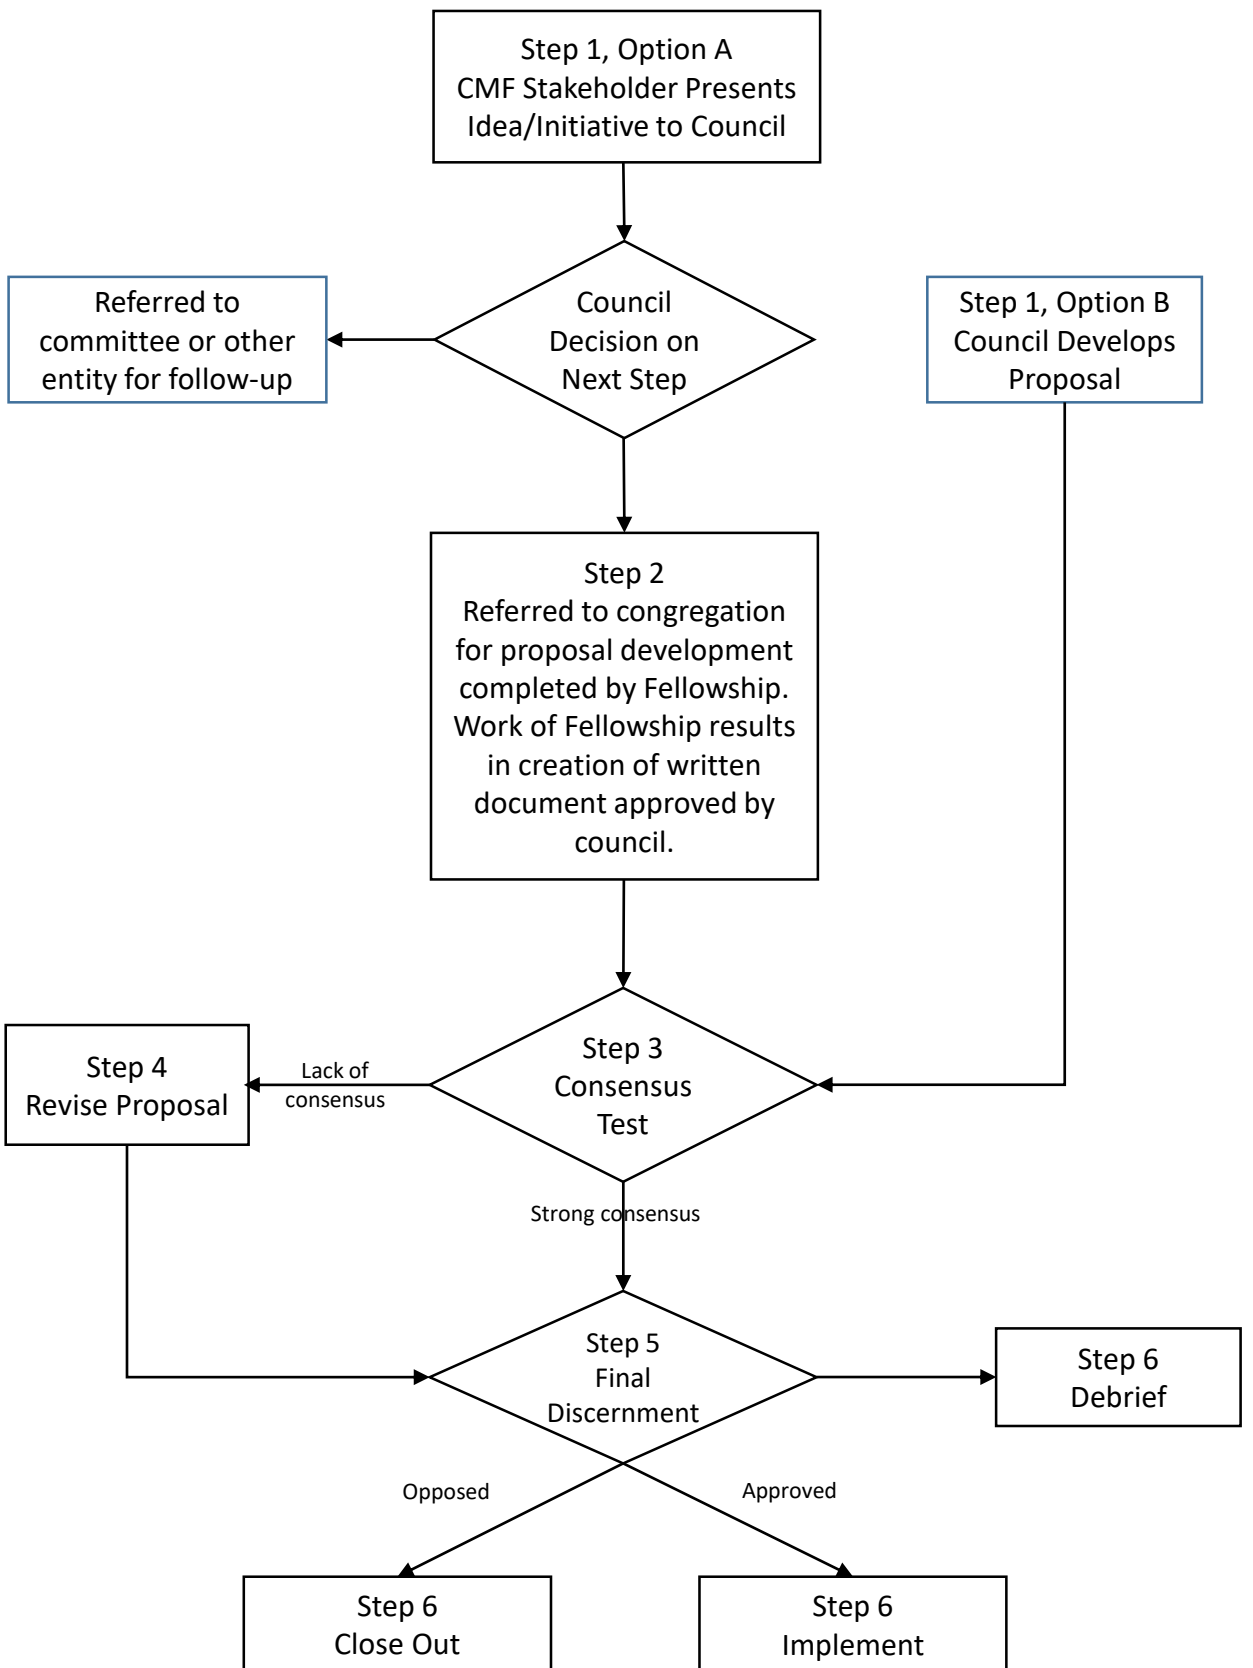 Step 1, Option A
CMF Stakeholder Presents
Idea/Initiative to Council
Referred to
committee or other
entity for follow-up
Council
Decision on
Next Step
Step 1, Option B
Council Develops
Proposal
Step 2
Referred to congregation
for proposal development
completed by Fellowship.
Work of Fellowship results
in creation of written
document approved by
council.
Step 4
Revise Proposal
Lack of
consensus
Step 3
Consensus
Test
Strong consensus
Step 5
Final
Discernment
Step 6
Debrief
Opposed
Approved
Step 6
Close Out
Step 6
Implement